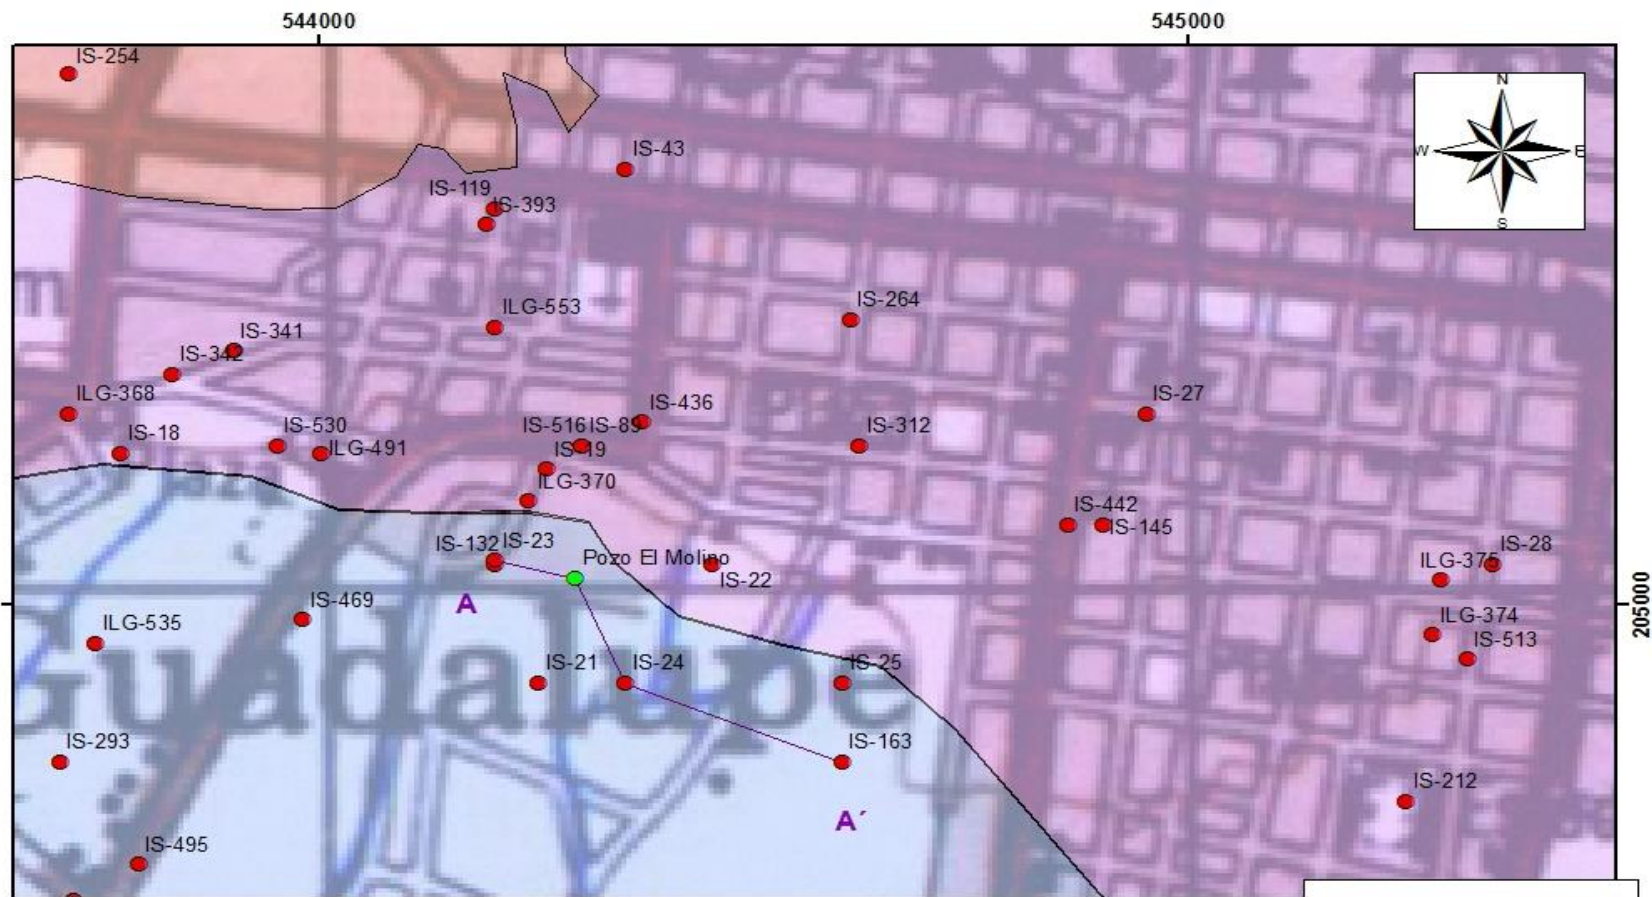 544000
545000
IS-254
N
W
E
S
IS-43
IS-119
IS-393
IS-264
ILG-553
IS-341
IS-342
ILG-368
IS-27
IS-436
IS-18
IS-530
IS-516
IS-89
IS-312
ILG-491
IS-19
ILG-370
IS-442
IS-145
IS-132
IS-23
Pozo El Molino
IS-22
ILG-375
IS-28
A
IS-469
205000
ILG-535
ILG-374
IS-513
Guadalupe
IS-21
IS-24
IS-25
IS-293
IS-163
IS-212
A´
IS-495